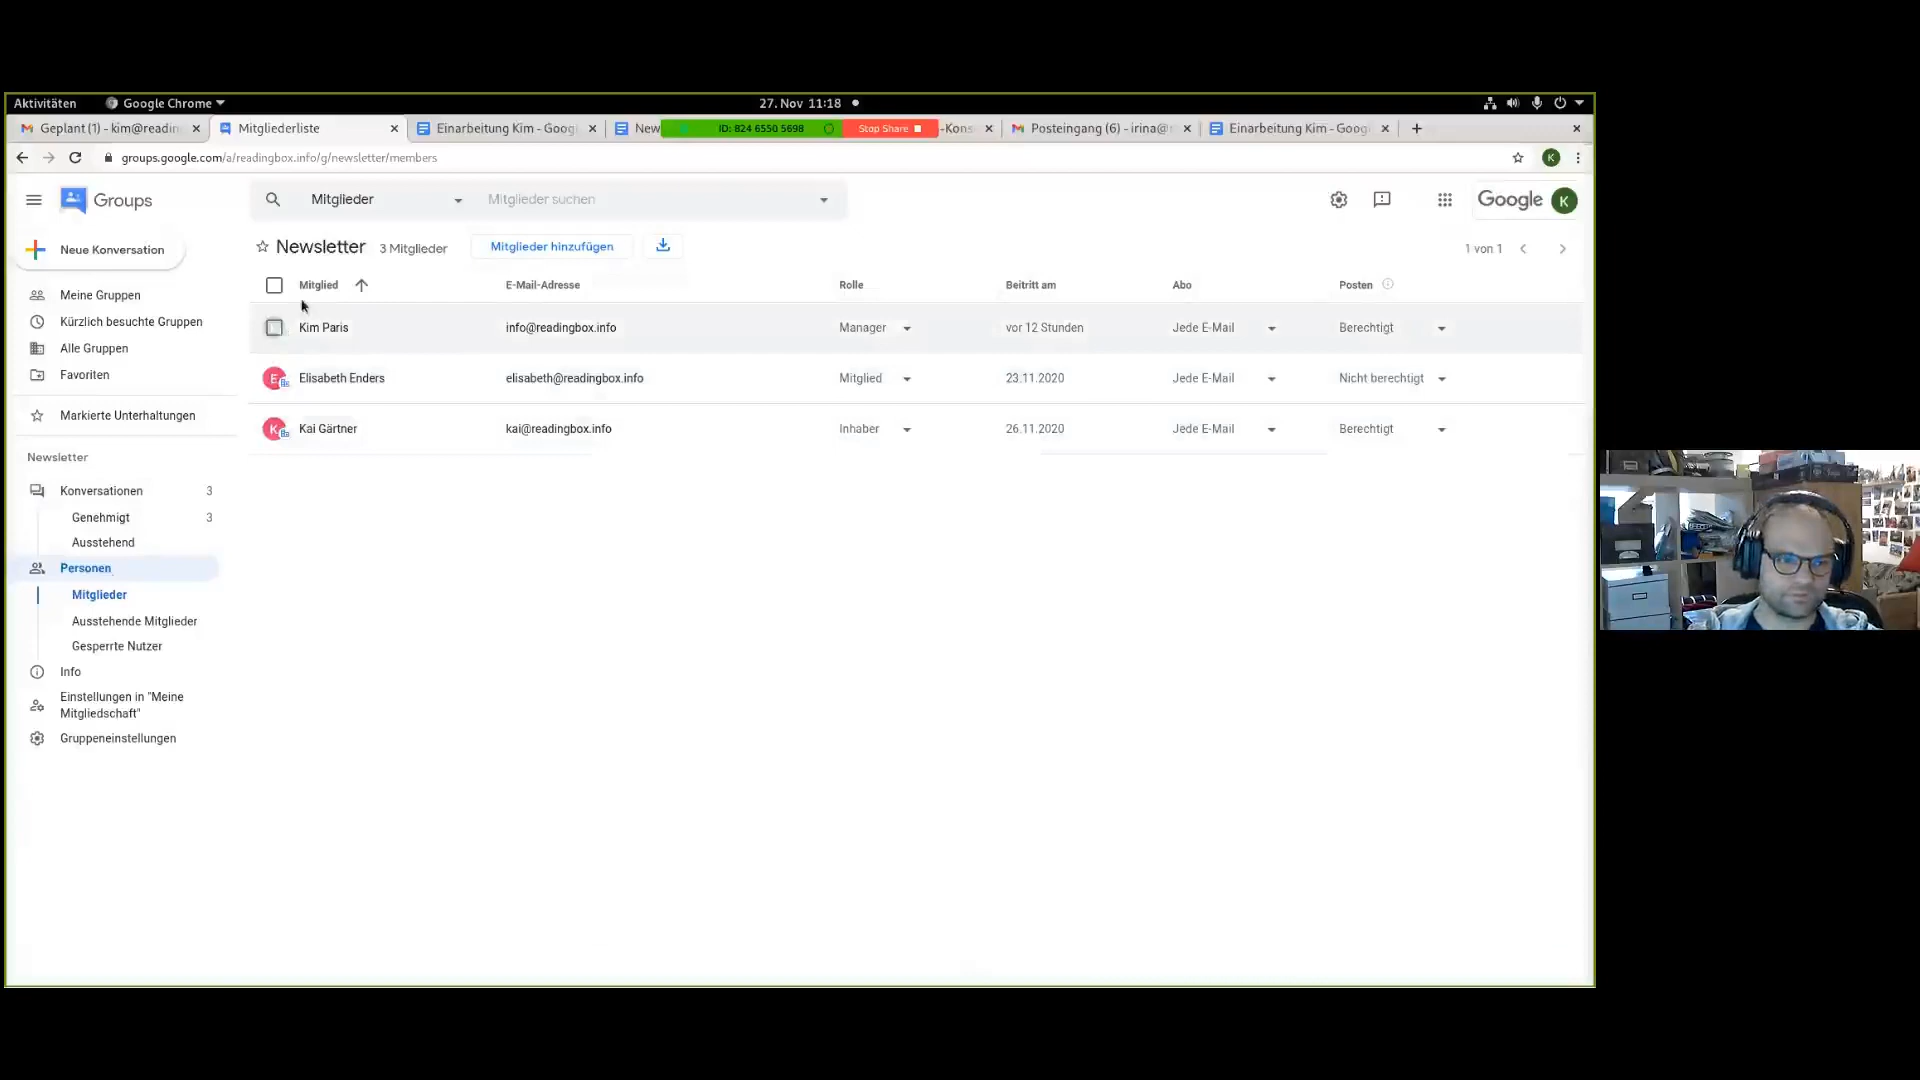 Aktivitäten Google Chrome 27. Nov 11:18
Geplant (1) - kim@readin Mitgliederliste Einarbeitung Kim - Goog New ID: 824 6550 5698 Stop Share -Kons Posteingang (6) - irina@ Einarbeitung Kim - Goog
groups.google.com/a/readingbox.info/g/newsletter/members K
Groups Mitglieder Mitglieder suchen Google K
Neue Konversation
Newsletter 3 Mitglieder Mitglieder hinzufügen 1 von 1
Mitglied E-Mail-Adresse Rolle Beitritt am Abo Posten
Kim Paris info@readingbox.info Manager vor 12 Stunden Jede E-Mail Berechtigt
E Elisabeth Enders elisabeth@readingbox.info Mitglied 23.11.2020 Jede E-Mail Nicht berechtigt
K Kai Gärtner kai@readingbox.info Inhaber 26.11.2020 Jede E-Mail Berechtigt
Meine Gruppen
Kürzlich besuchte Gruppen
Alle Gruppen
Favoriten
Markierte Unterhaltungen
Newsletter
Konversationen 3
Genehmigt 3
Ausstehend
Personen
Mitglieder
Ausstehende Mitglieder
Gesperrte Nutzer
Info
Einstellungen in "Meine
Mitgliedschaft"
Gruppeneinstellungen